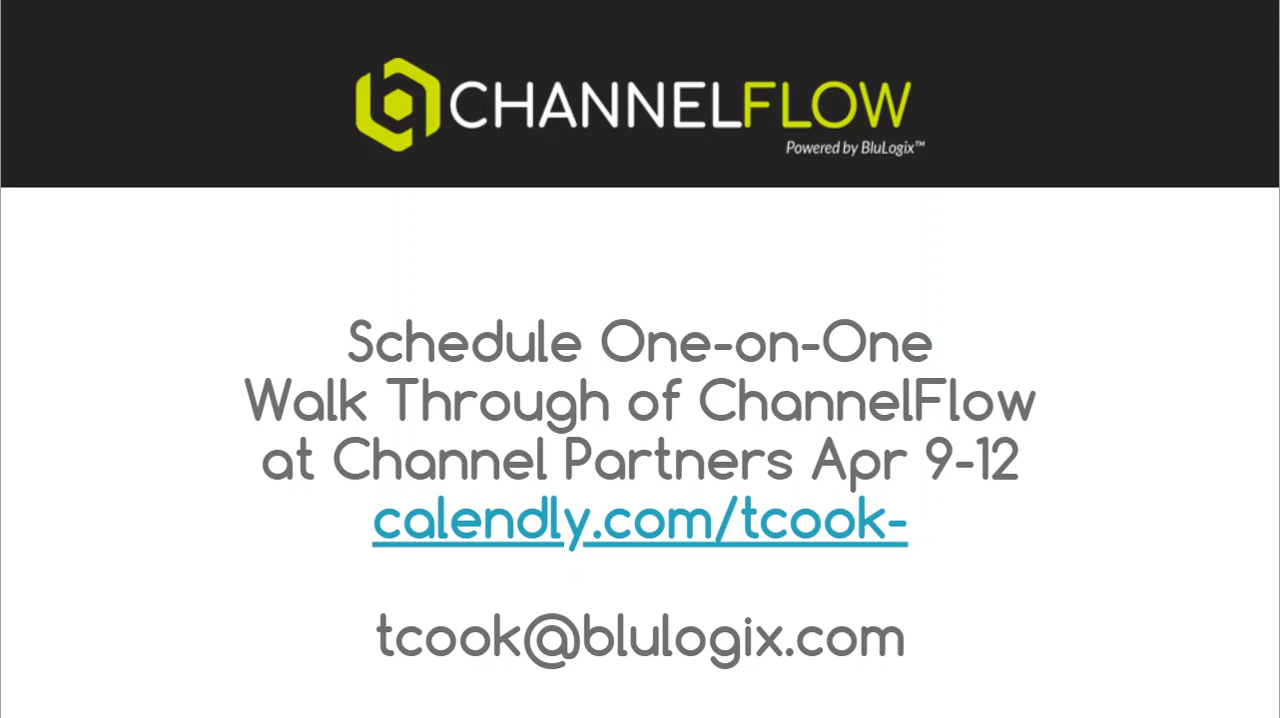 CHANNELFLOW
Powered by BluLogix™
Schedule One-on-One
Walk Through of ChannelFlow
at Channel Partners Apr 9-12
calendly.com/tcook-
tcook@blulogix.com